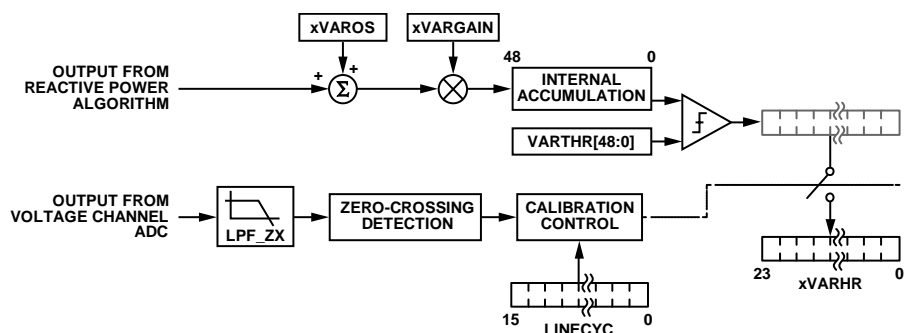 xVAROS
xVARGAIN
OUTPUT FROM
REACTIVE POWER
ALGORITHM
+
+
Σ
48
0
INTERNAL
ACCUMULATION
VARTHR[48:0]
OUTPUT FROM
VOLTAGE CHANNEL
ADC
LPF_ZX
ZERO-CROSSING
DETECTION
CALIBRATION
CONTROL
23
0
xVARHR
15
0
LINECYC